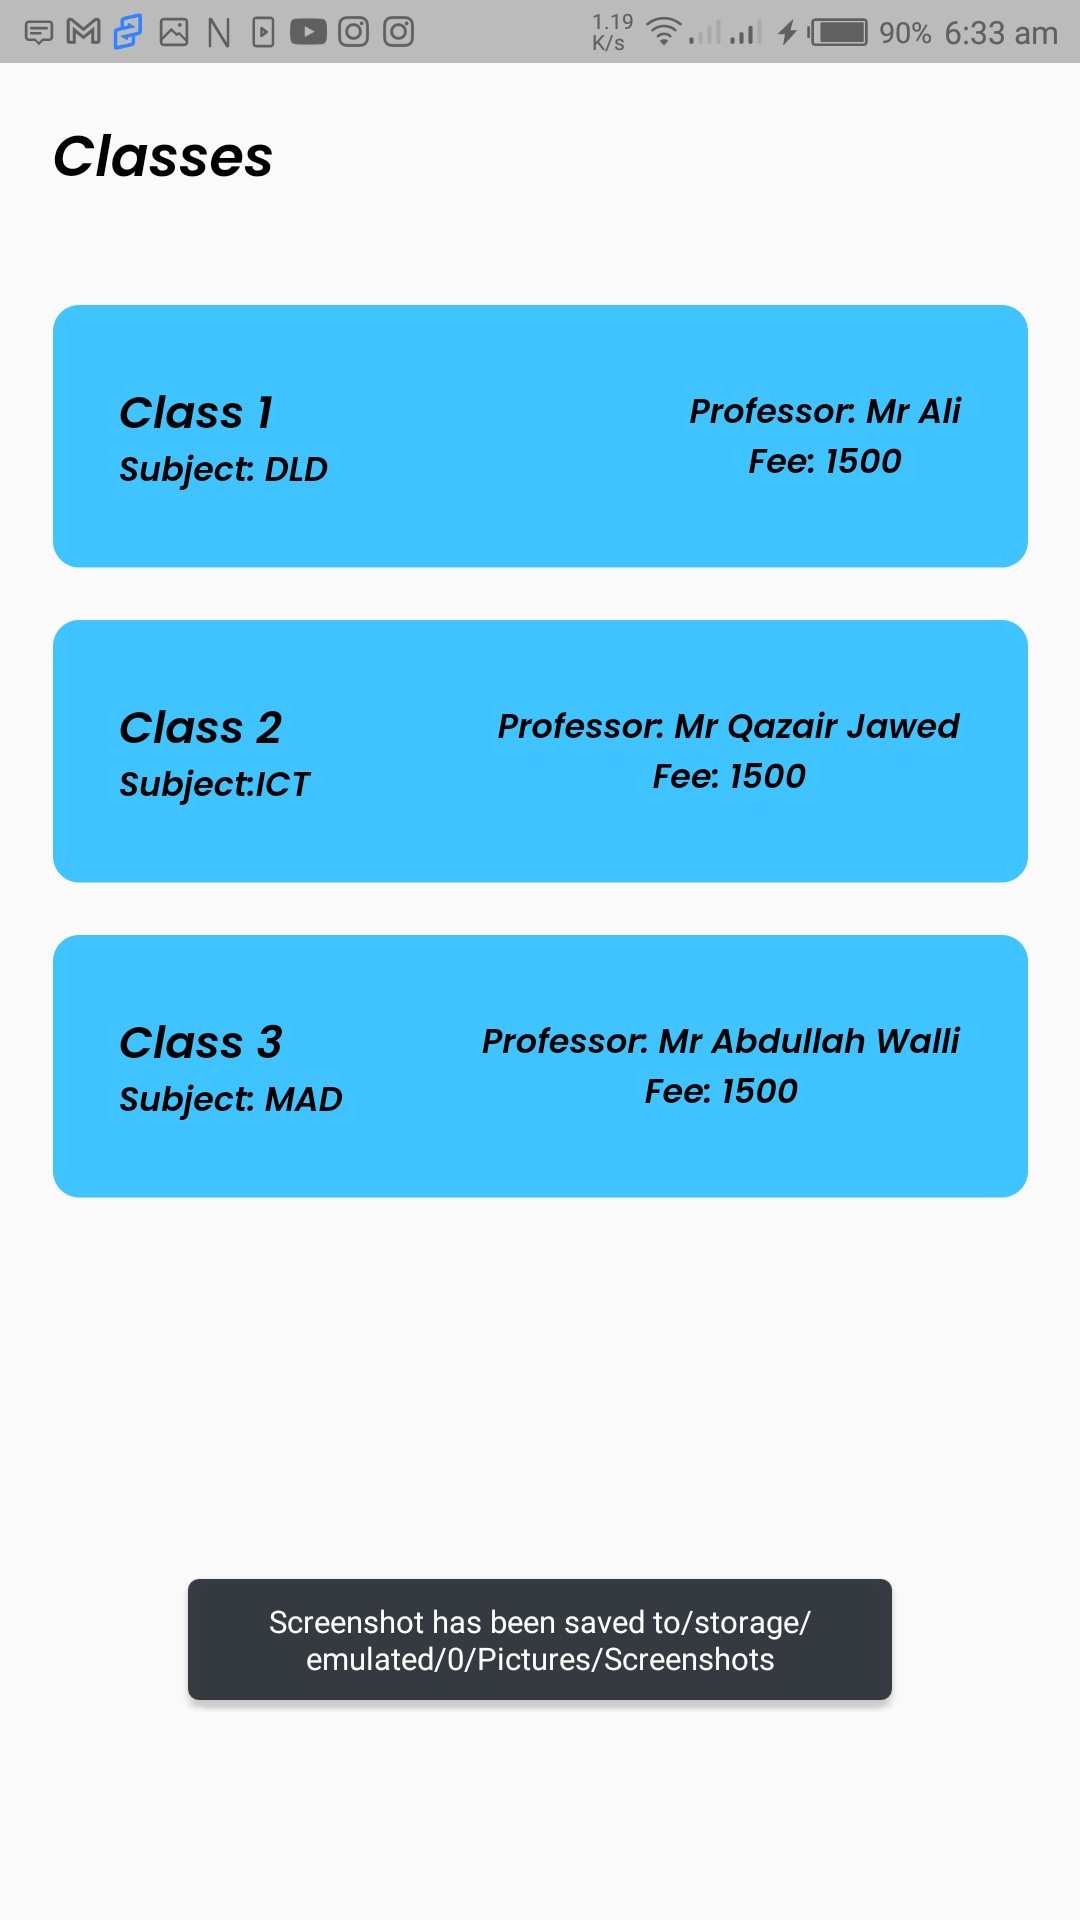 1.19
K/s
90% 6:33 am
Classes
Class 1
Subject: DLD
Professor: Mr Ali
Fee: 1500
Class 2
Subject:ICT
Professor: Mr Qazair Jawed
Fee: 1500
Class 3
Subject: MAD
Professor: Mr Abdullah Walli
Fee: 1500
Screenshot has been saved to/storage/
emulated/0/Pictures/Screenshots